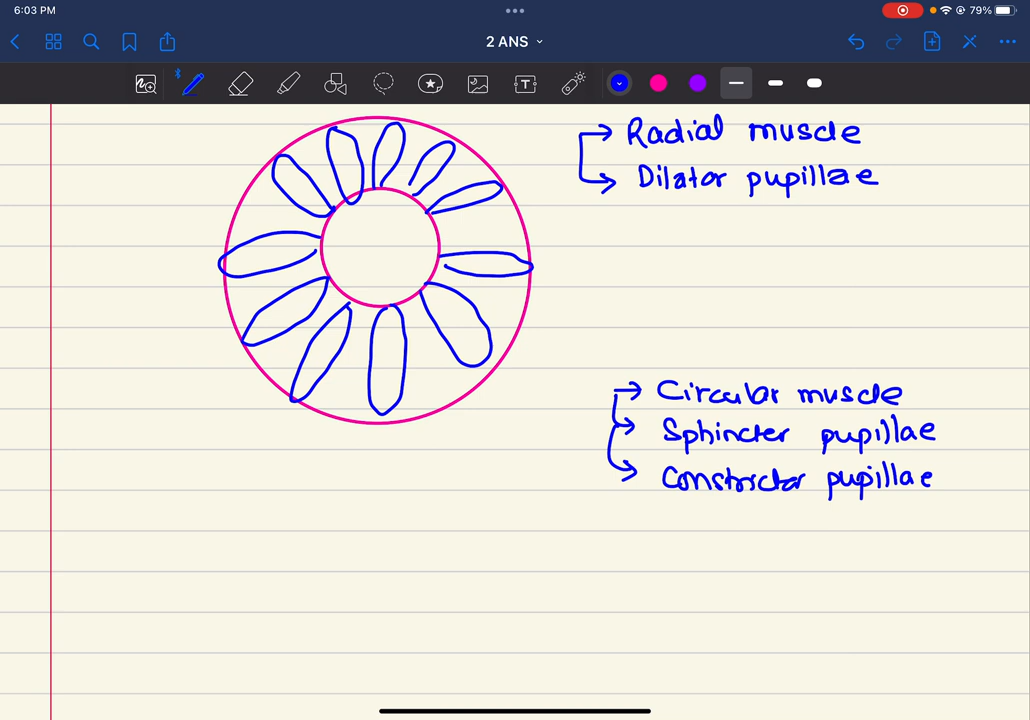 6:03 PM
79%
2 ANS
Radial muscle
Dilator pupillae
Circular muscle
Sphincter pupillae
Constrictor pupillae